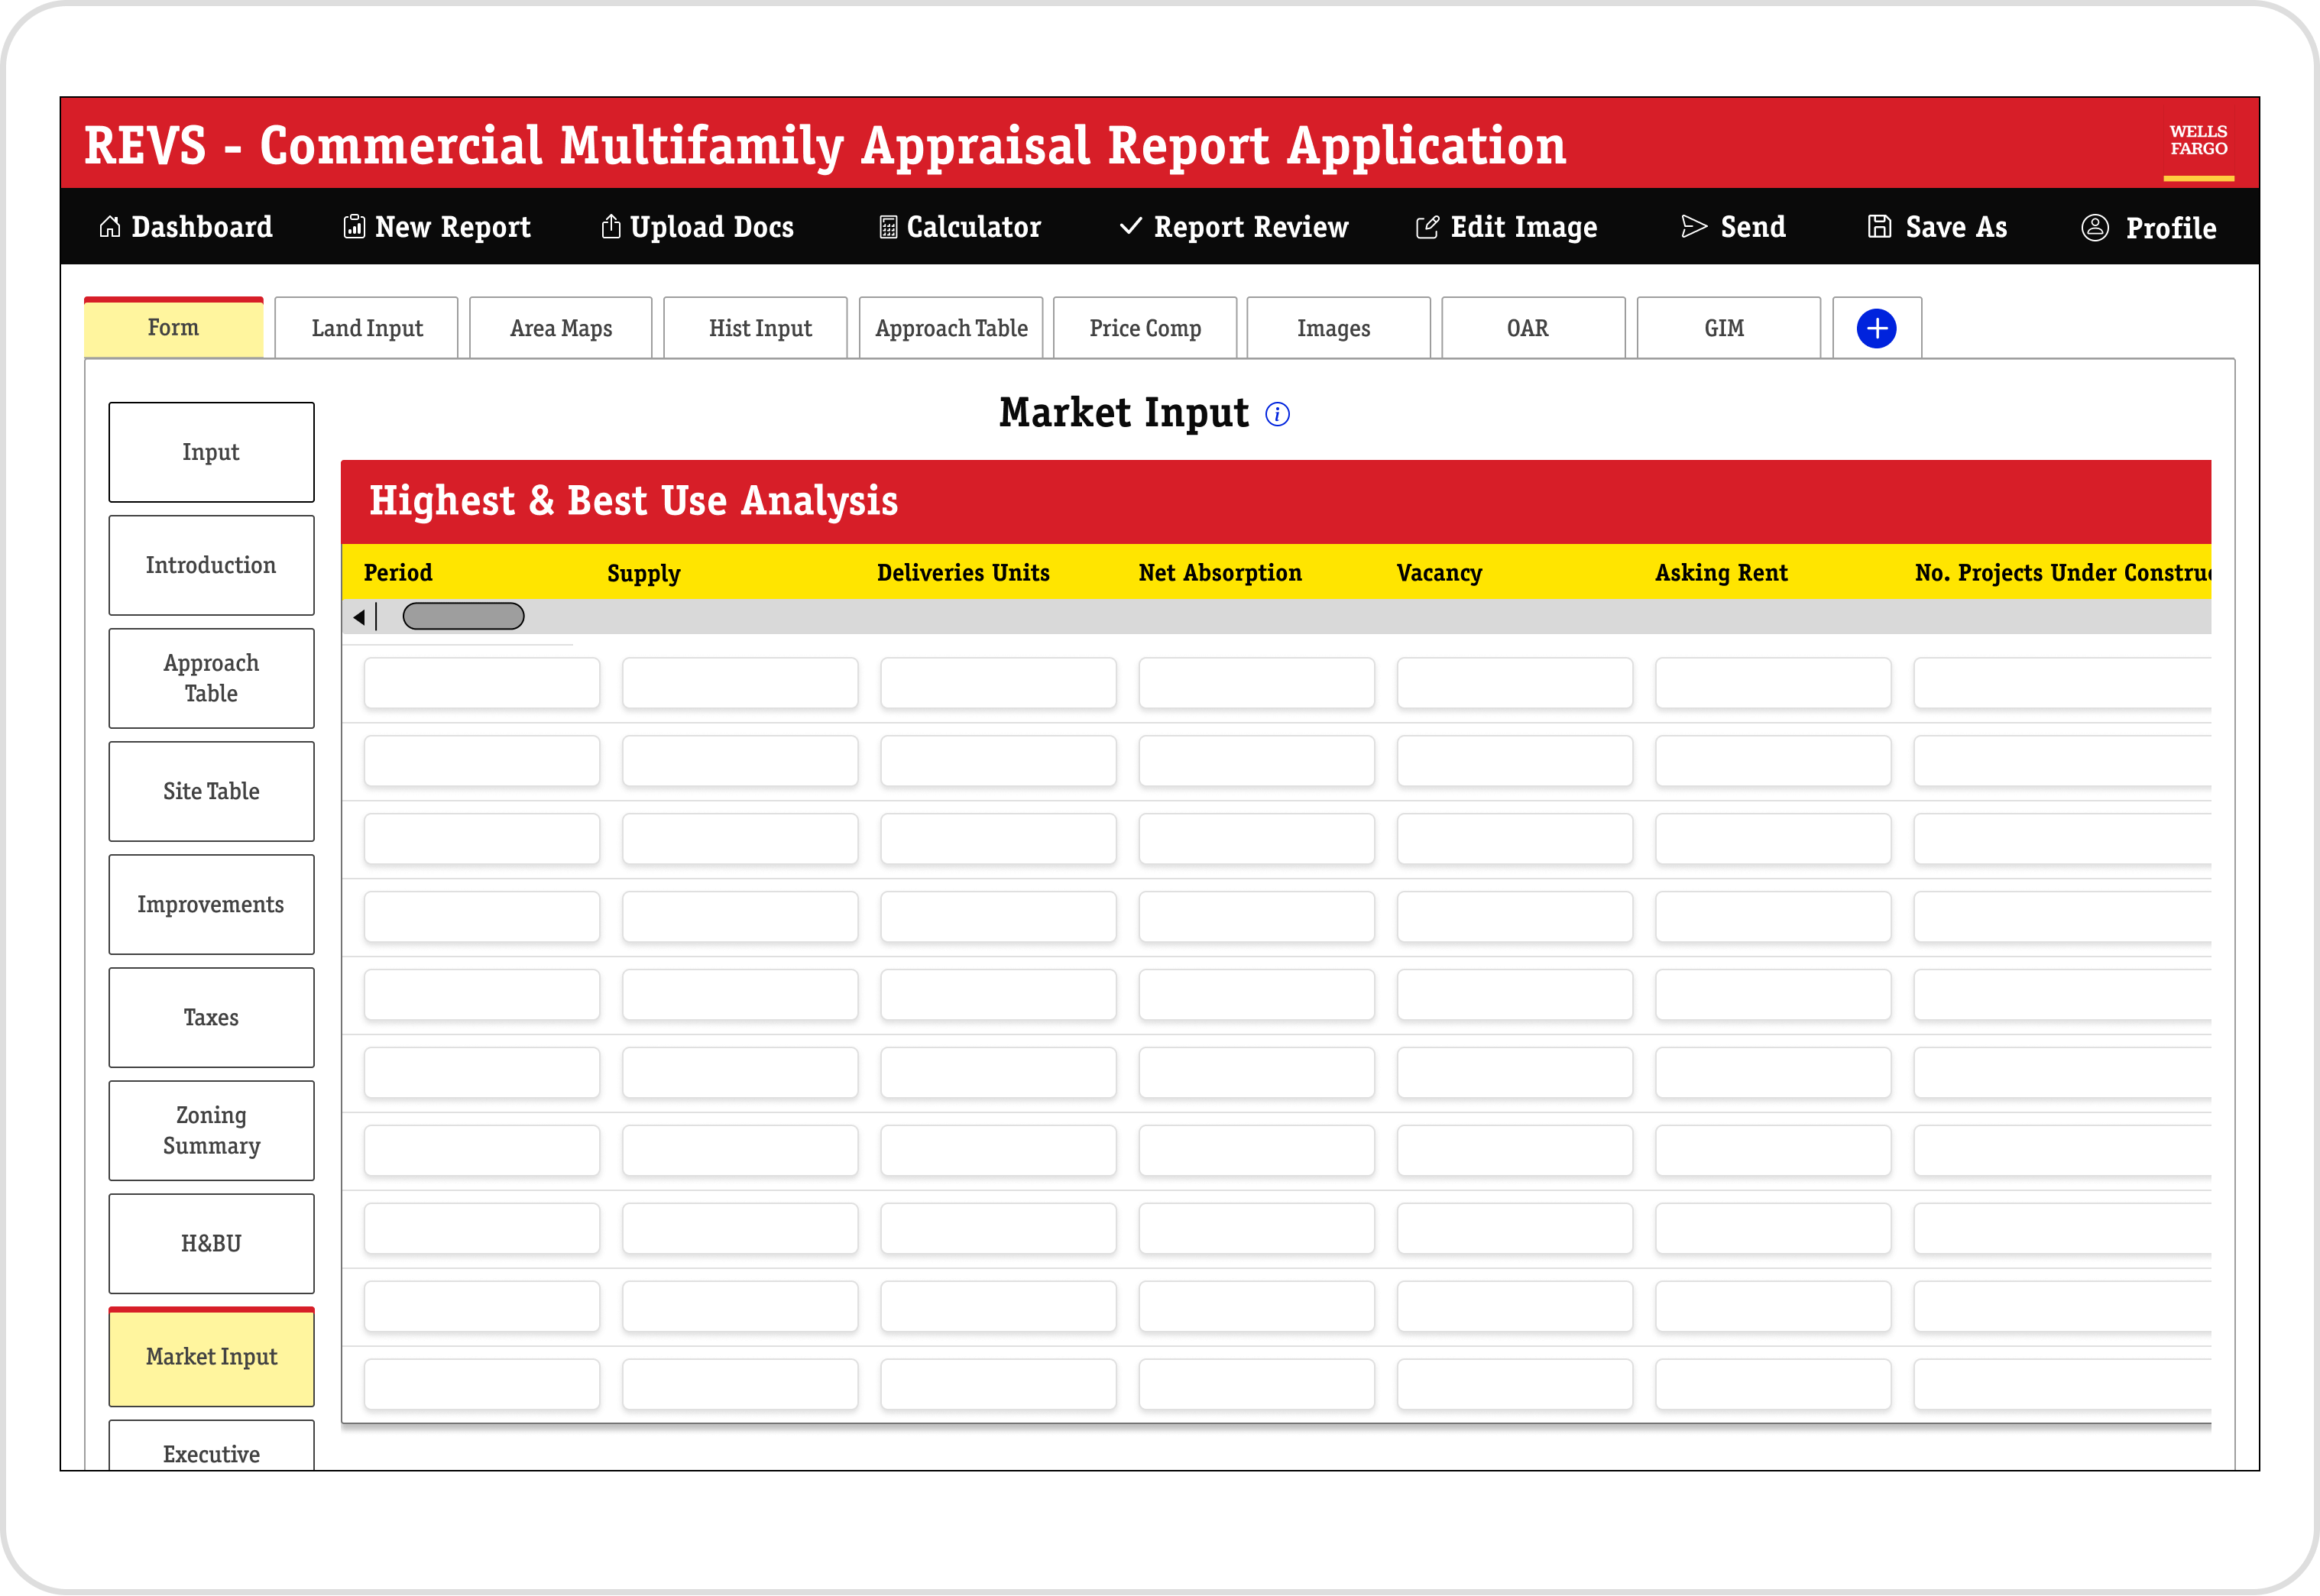 REVS - Commercial Multifamily Appraisal Report Application
WELLS
FARGO
Dashboard
New Report
Upload Docs
Calculator
Report Review
Edit Image
Send
Save As
Profile
Form
Land Input
Area Maps
Hist Input
Approach Table
Price Comp
Images
OAR
GIM
Market Input
Input
Introduction
Approach
Table
Site Table
Improvements
Taxes
Zoning
Summary
H&BU
Market Input
Executive
Highest & Best Use Analysis
Period
Supply
Deliveries Units
Net Absorption
Vacancy
Asking Rent
No. Projects Under Construc